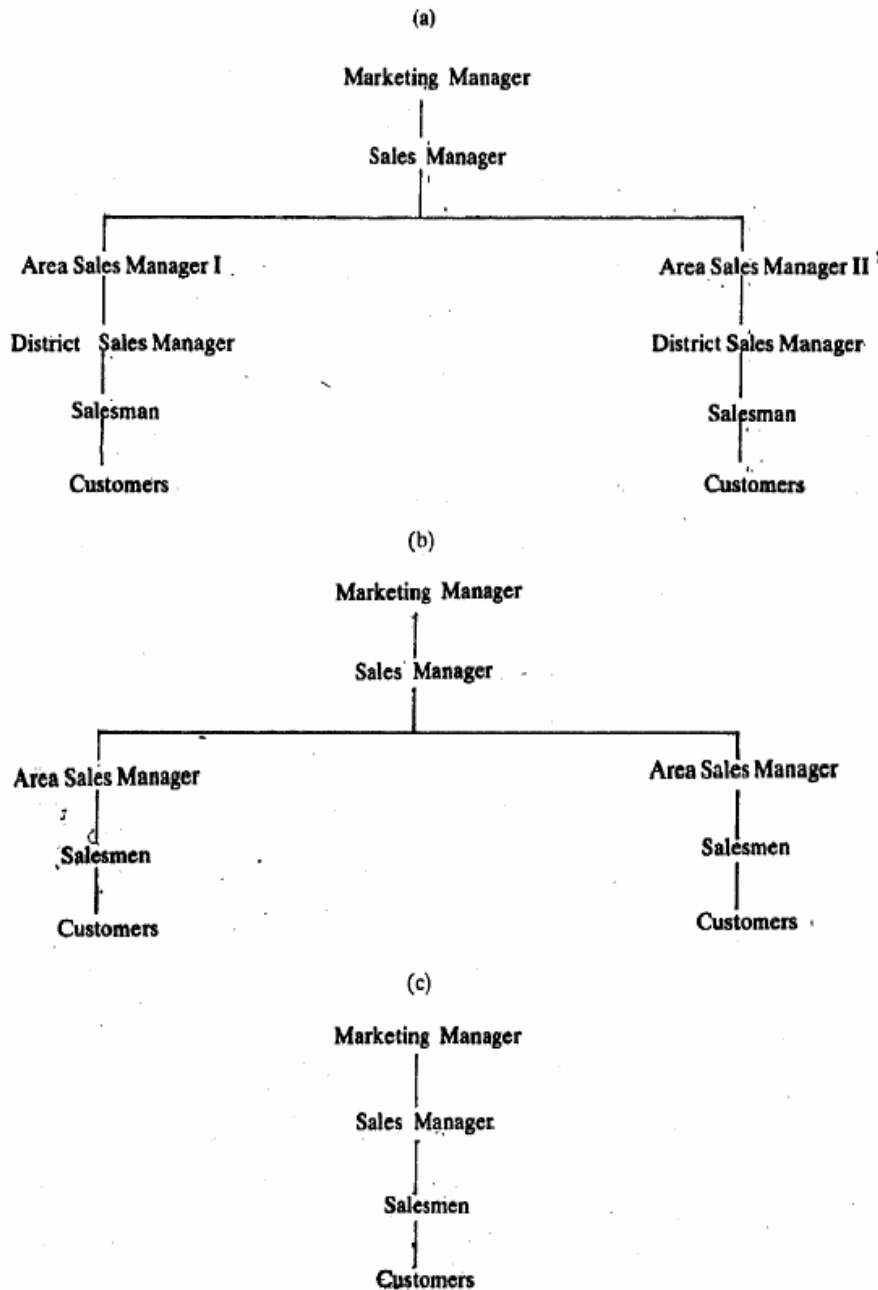 (a)
Marketing Manager
Sales Manager
Area Sales Manager I Area Sales Manager II
District Sales Manager District Sales Manager
Salesman Salesman
Customers Customers
(b)
Marketing Manager
Sales Manager
Area Sales Manager Area Sales Manager
Salesmen Salesmen
Customers Customers
(c)
Marketing Manager
Sales Manager
Salesmen
Customers